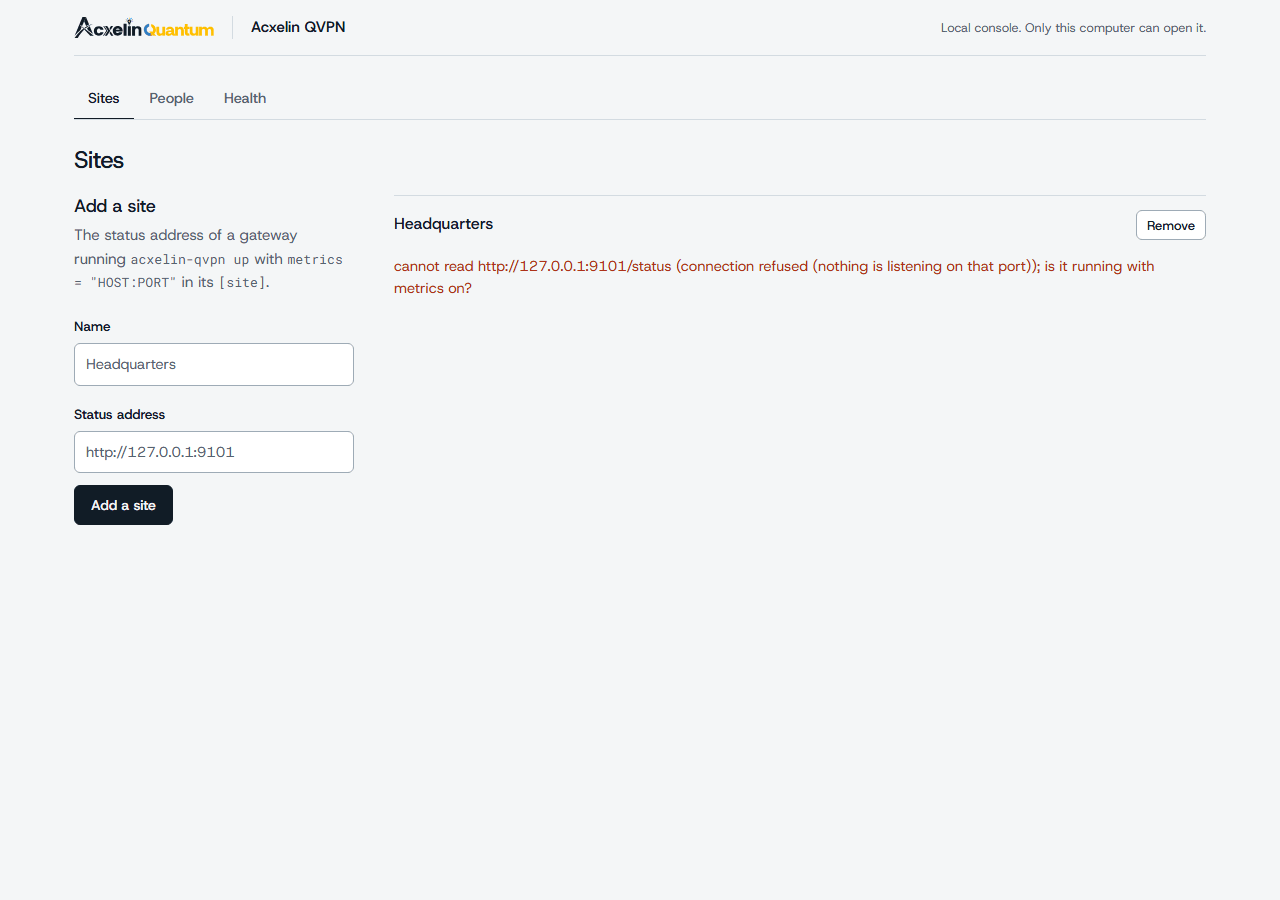 Acxelin Quantum
Acxelin QVPN
Local console. Only this computer can open it.
Sites
People
Health
Sites
Add a site
The status address of a gateway
running acxelin-qvpn up with metrics
= "HOST:PORT" in its [site].
Name
Headquarters
Status address
http://127.0.0.1:9101
Add a site
Headquarters
Remove
cannot read http://127.0.0.1:9101/status (connection refused (nothing is listening on that port)); is it running with
metrics on?